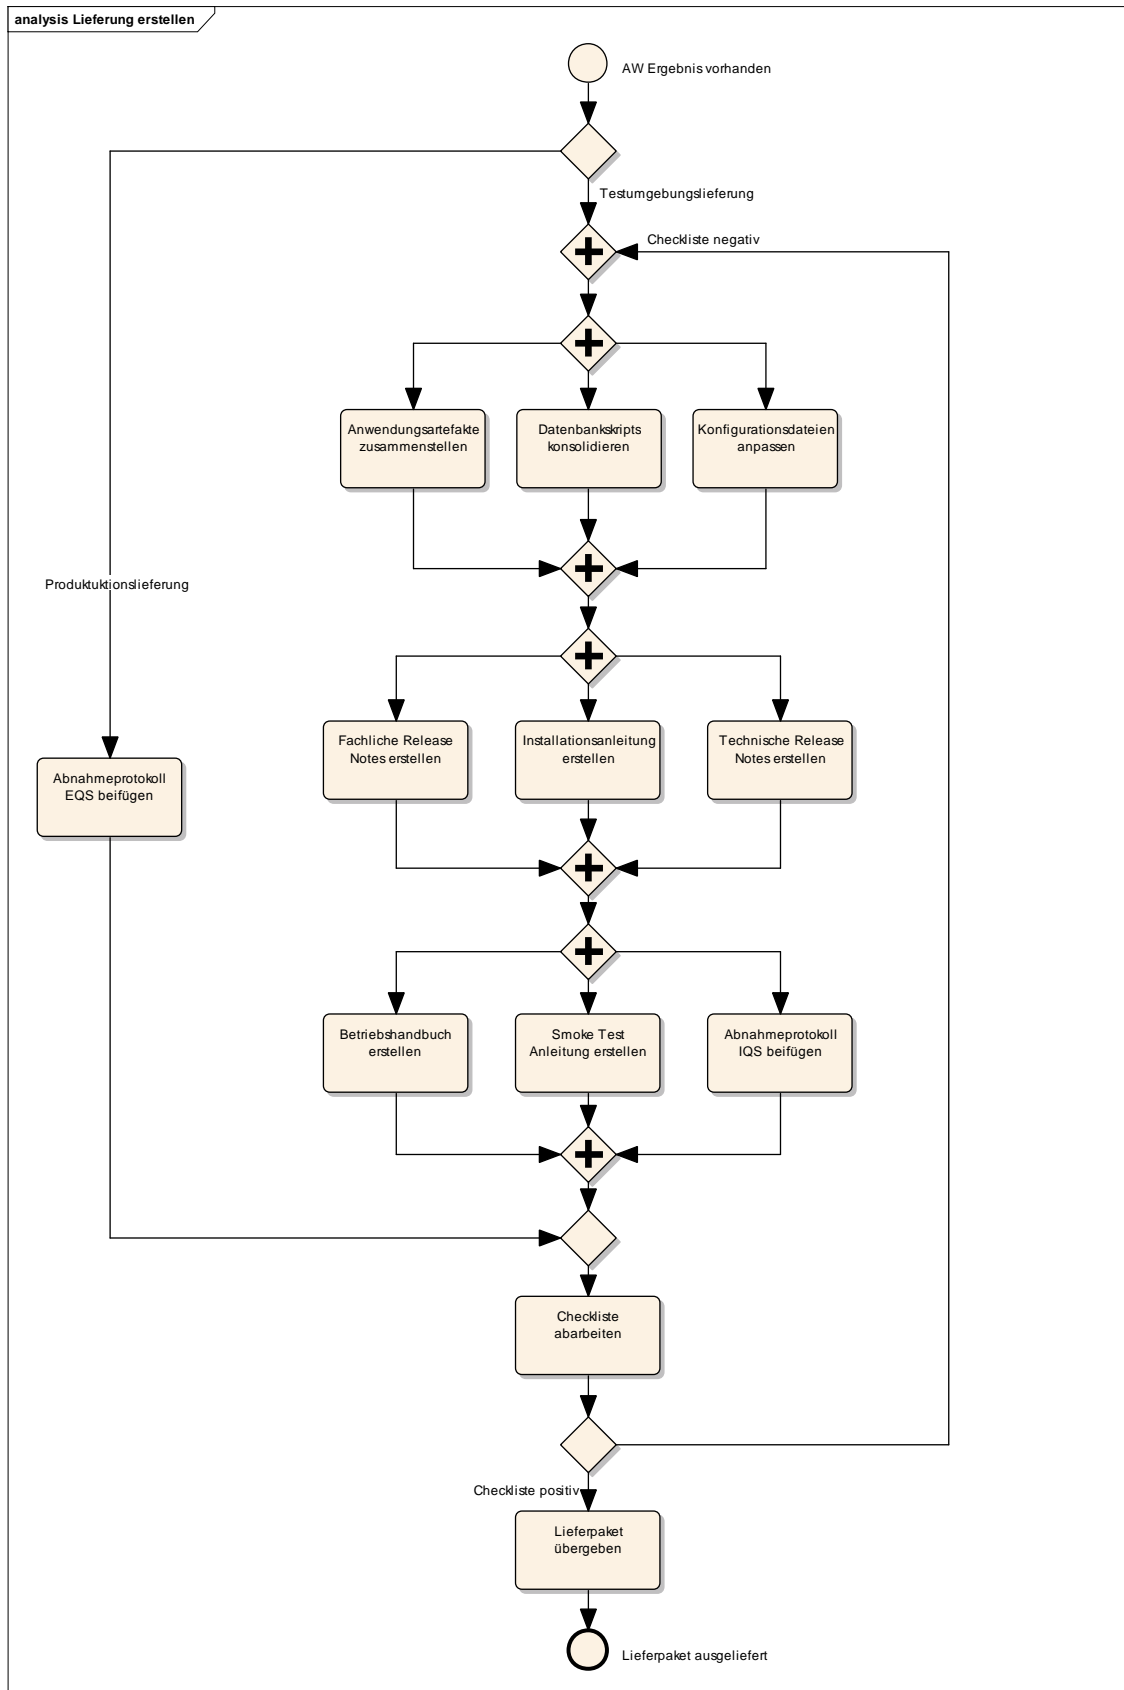 analysis Lieferung erstellen
AW Ergebnis vorhanden
Testumgebungslieferung
Checkliste negativ
Anwendungsartefakte
zusammenstellen
Datenbankskripts
konsolidieren
Konfigurationsdateien
anpassen
Produktuktionslieferung
Fachliche Release
Notes erstellen
Installationsanleitung
erstellen
Technische Release
Notes erstellen
Abnahmeprotokoll
EQS beifügen
Betriebshandbuch
erstellen
Smoke Test
Anleitung erstellen
Abnahmeprotokoll
IQS beifügen
Checkliste
abarbeiten
Checkliste positiv
Lieferpaket
übergeben
Lieferpaket ausgeliefert